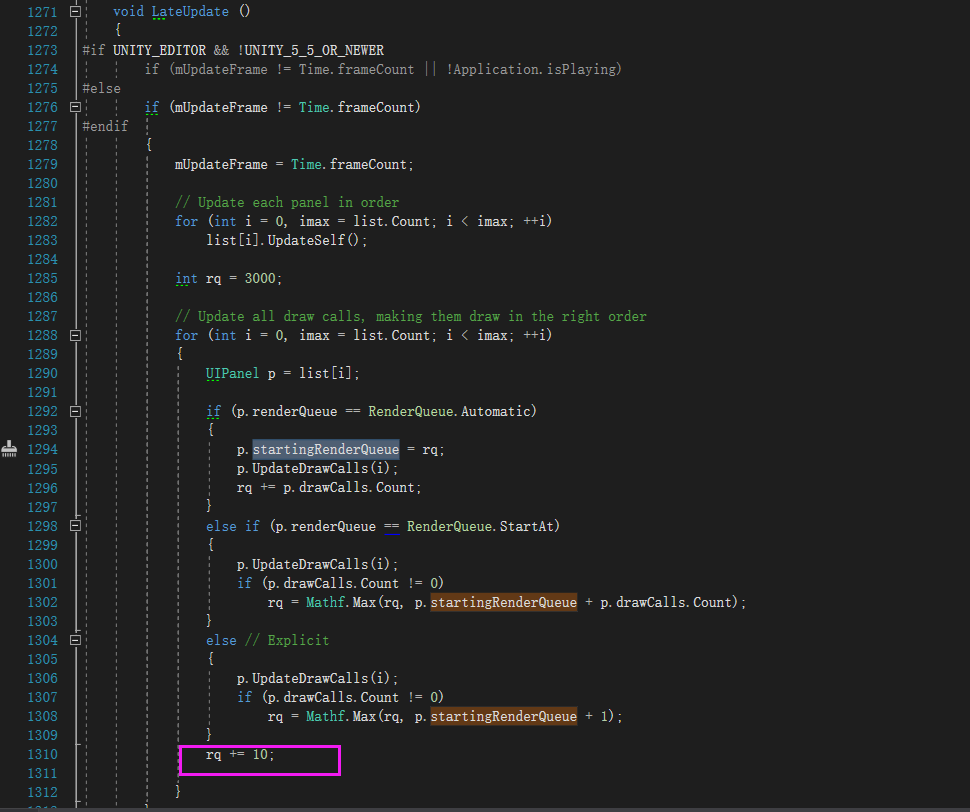 1271 void LateUpdate ()
1272 {
1273 #if UNITY_EDITOR && !UNITY_5_5_OR_NEWER
1274 if (mUpdateFrame != Time.frameCount || !Application.isPlaying)
1275 #else
1276 if (mUpdateFrame != Time.frameCount)
1277 #endif
1278 {
1279 mUpdateFrame = Time.frameCount;
1280
1281 // Update each panel in order
1282 for (int i = 0, imax = list.Count; i < imax; ++i)
1283 list[i].UpdateSelf();
1284
1285 int rq = 3000;
1286
1287 // Update all draw calls, making them draw in the right order
1288 for (int i = 0, imax = list.Count; i < imax; ++i)
1289 {
1290 UIPanel p = list[i];
1291
1292 if (p.renderQueue == RenderQueue.Automatic)
1293 {
1294 p.startingRenderQueue = rq;
1295 p.UpdateDrawCalls(i);
1296 rq += p.drawCalls.Count;
1297 }
1298 else if (p.renderQueue == RenderQueue.StartAt)
1299 {
1300 p.UpdateDrawCalls(i);
1301 if (p.drawCalls.Count != 0)
1302 rq = Mathf.Max(rq, p.startingRenderQueue + p.drawCalls.Count);
1303 }
1304 else // Explicit
1305 {
1306 p.UpdateDrawCalls(i);
1307 if (p.drawCalls.Count != 0)
1308 rq = Mathf.Max(rq, p.startingRenderQueue + 1);
1309 }
1310 rq += 10;
1311
1312 }